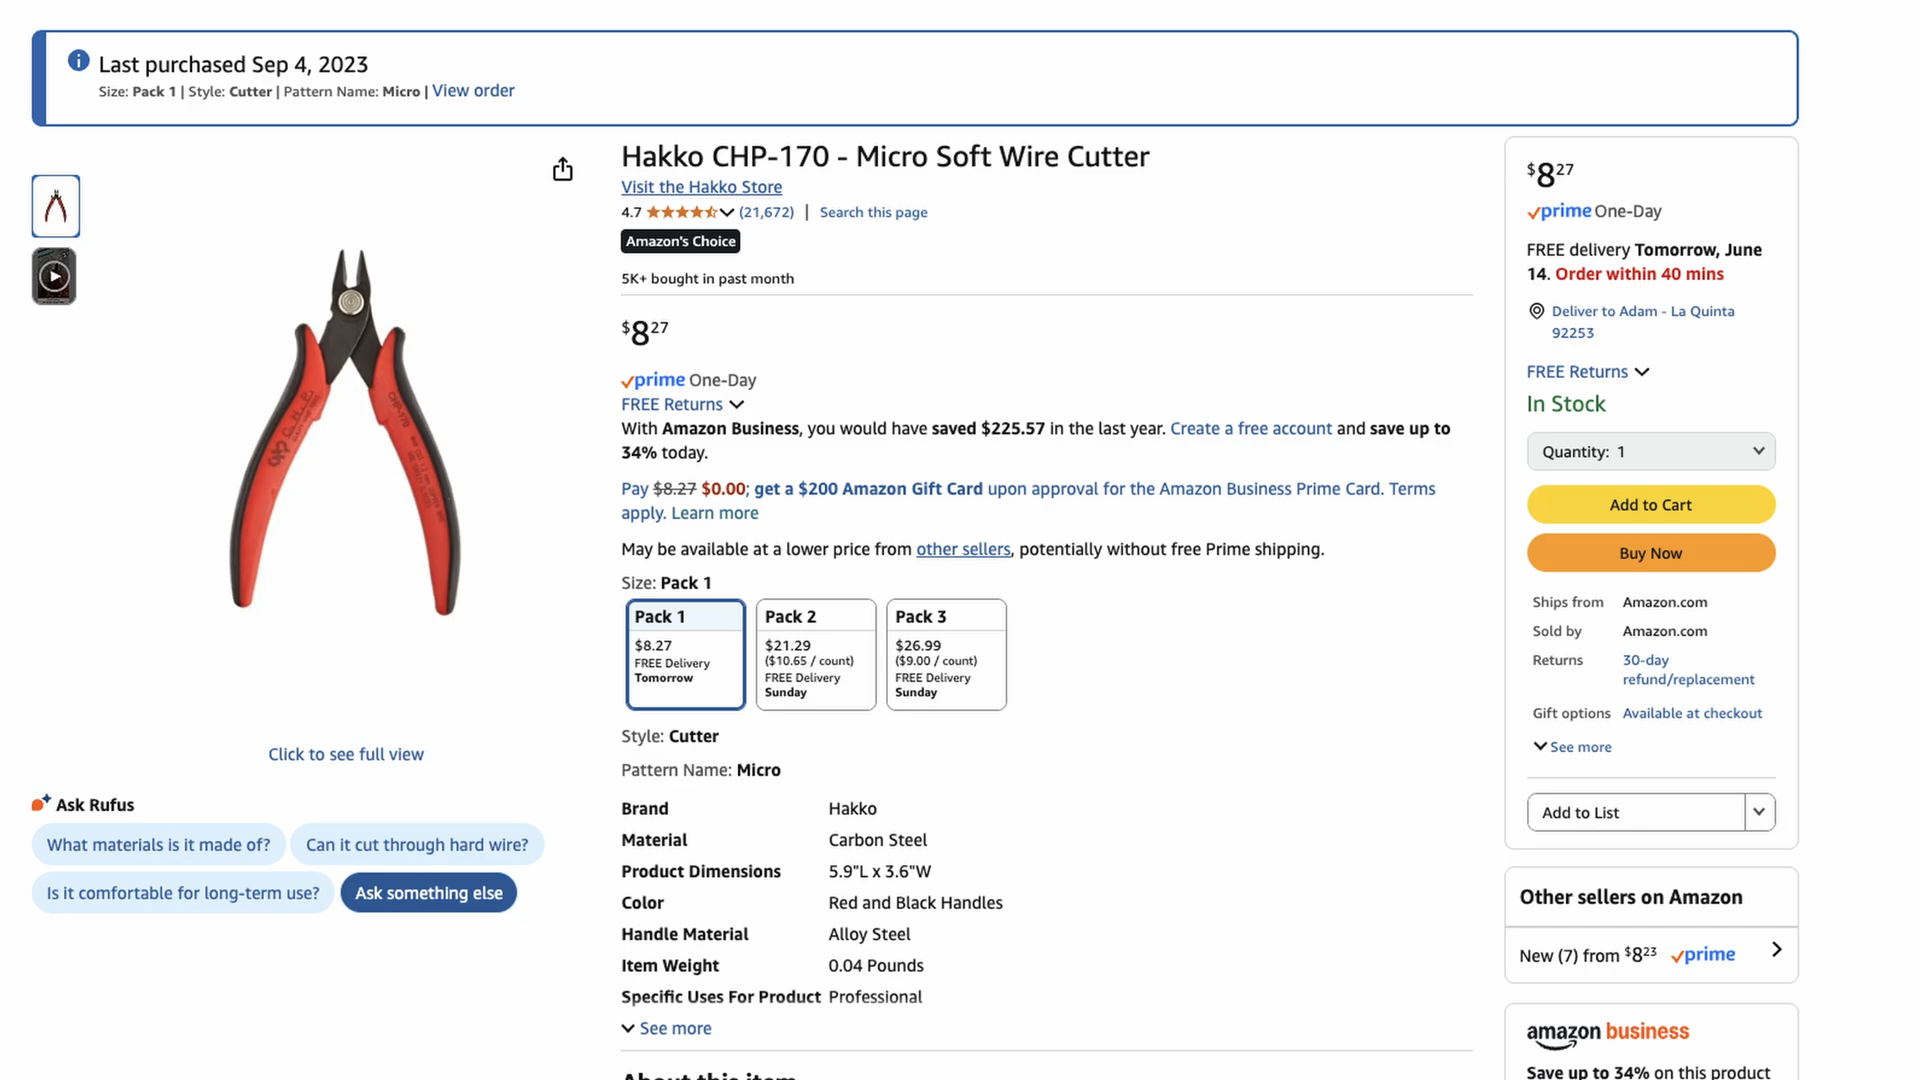 Last purchased Sep 4, 2023
Size: Pack 1 | Style: Cutter | Pattern Name: Micro | View order
Hakko CHP-170 - Micro Soft Wire Cutter
Visit the Hakko Store
4.7 (21,672) | Search this page
Amazon's Choice
5K+ bought in past month
$8 27
prime One-Day
FREE Returns
With Amazon Business, you would have saved $225.57 in the last year. Create a free account and save up to
34% today.
Pay $8.27 $0.00; get a $200 Amazon Gift Card upon approval for the Amazon Business Prime Card. Terms
apply. Learn more
May be available at a lower price from other sellers, potentially without free Prime shipping.
Size: Pack 1
Pack 1
$8.27
FREE Delivery
Tomorrow
Pack 2
$21.29
($10.65 / count)
FREE Delivery
Sunday
Pack 3
$26.99
($9.00 / count)
FREE Delivery
Sunday
Style: Cutter
Pattern Name: Micro
Brand Hakko
Material Carbon Steel
Product Dimensions 5.9"L x 3.6"W
Color Red and Black Handles
Handle Material Alloy Steel
Item Weight 0.04 Pounds
Specific Uses For Product Professional
See more
About this item
CHP-170
Click to see full view
Ask Rufus
What materials is it made of?
Can it cut through hard wire?
Is it comfortable for long-term use?
Ask something else
$8 27
prime One-Day
FREE delivery Tomorrow, June
14. Order within 40 mins
Deliver to Adam - La Quinta
92253
FREE Returns
In Stock
Quantity: 1
Add to Cart
Buy Now
Ships from Amazon.com
Sold by Amazon.com
Returns 30-day
refund/replacement
Gift options Available at checkout
See more
Add to List
Other sellers on Amazon
New (7) from $8 23 prime
amazon business
Save up to 34% on this product